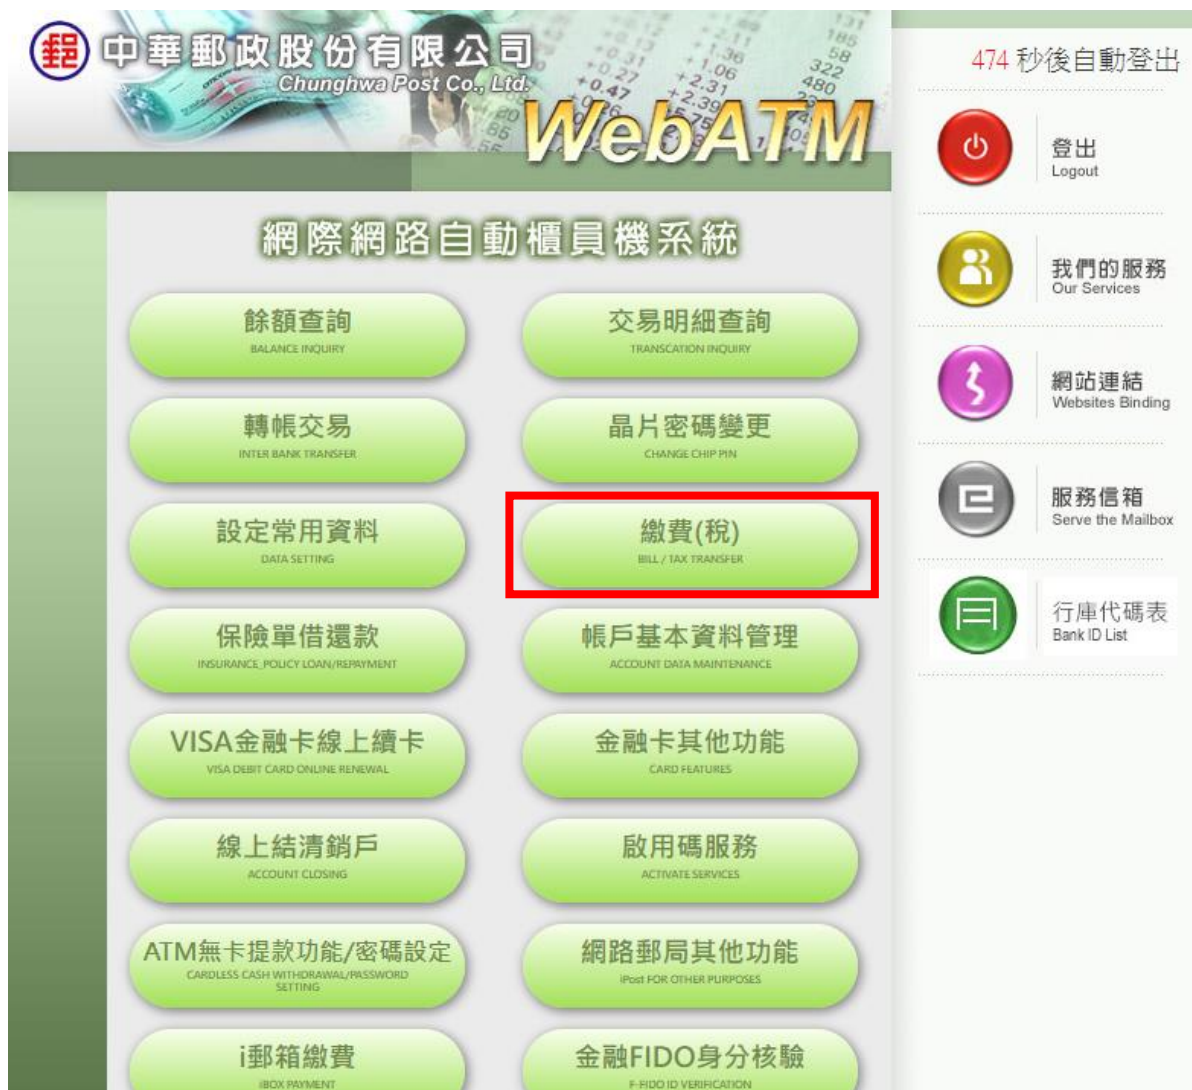 郵 中華郵政股份有限公司
Chunghwa Post Co., Ltd.
WebATM
474 秒後自動登出
登出
Logout
我們的服務
Our Services
網站連結
Websites Binding
服務信箱
Serve the Mailbox
行庫代碼表
Bank ID List
網際網路自動櫃員機系統
餘額查詢
BALANCE INQUIRY
交易明細查詢
TRANSCATION INQUIRY
轉帳交易
INTER BANK TRANSFER
晶片密碼變更
CHANGE CHIP PIN
設定常用資料
DATA SETTING
繳費(稅)
BILL / TAX TRANSFER
保險單借還款
INSURANCE_POLICY LOAN/REPAYMENT
帳戶基本資料管理
ACCOUNT DATA MAINTENANCE
VISA金融卡線上續卡
VISA DEBIT CARD ONLINE RENEWAL
金融卡其他功能
CARD FEATURES
線上結清銷戶
ACCOUNT CLOSING
啟用碼服務
ACTIVATE SERVICES
ATM無卡提款功能/密碼設定
CARDLESS CASH WITHDRAWAL/PASSWORD
SETTING
網路郵局其他功能
iPost FOR OTHER PURPOSES
i郵箱繳費
iBOX PAYMENT
金融FIDO身分核驗
F-FIDO ID VERIFICATION